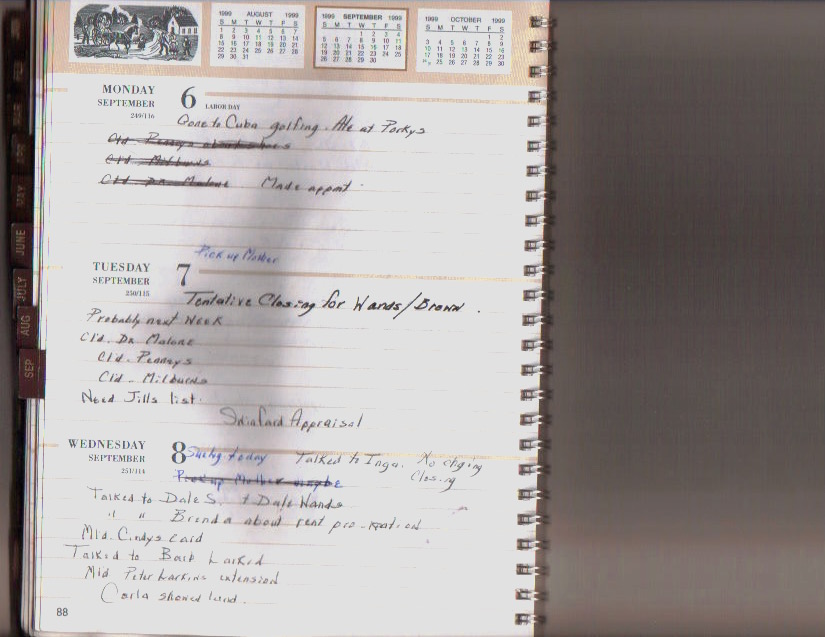 1999 AUGUST 1999
S M T W T F S
1 2 3 4 5 6 7
8 9 10 11 12 13 14
15 16 17 18 19 20 21
22 23 24 25 26 27 28
29 30 31
1999 SEPTEMBER 1999
S M T W T F S
1 2 3 4
5 6 7 8 9 10 11
12 13 14 15 16 17 18
19 20 21 22 23 24 25
26 27 28 29 30
1999 OCTOBER 1999
S M T W T F S
1 2
3 4 5 6 7 8 9
10 11 12 13 14 15 16
17 18 19 20 21 22 23
24 25 26 27 28 29 30
MONDAY 6
SEPTEMBER LABOR DAY
249/116
Gone to Cuba golfing. Ate at Porkys
Cld. Pennys
Cld Milburns
Cld Dr Malone Made appmt
Pick up Mother
TUESDAY 7
SEPTEMBER
250/115
Tentative Closing for Wands/Brown.
Probably next week
Cld. Dr Malone
Cld. Pennys
Cld. Milburns
Need Jills list.
Appraisal
WEDNESDAY 8
SEPTEMBER
251/114
today Talked to Inga. No chging
Closing
Pick up Mother maybe
Talked to Dale S. + Dale Wands
" " Brenda about rent pro-ration
Mld. Cindys card
Talked to Barb
Mld Peter Larkins extension
Carla showed land.
88
MAY
JUNE
JULY
AUG
SEP